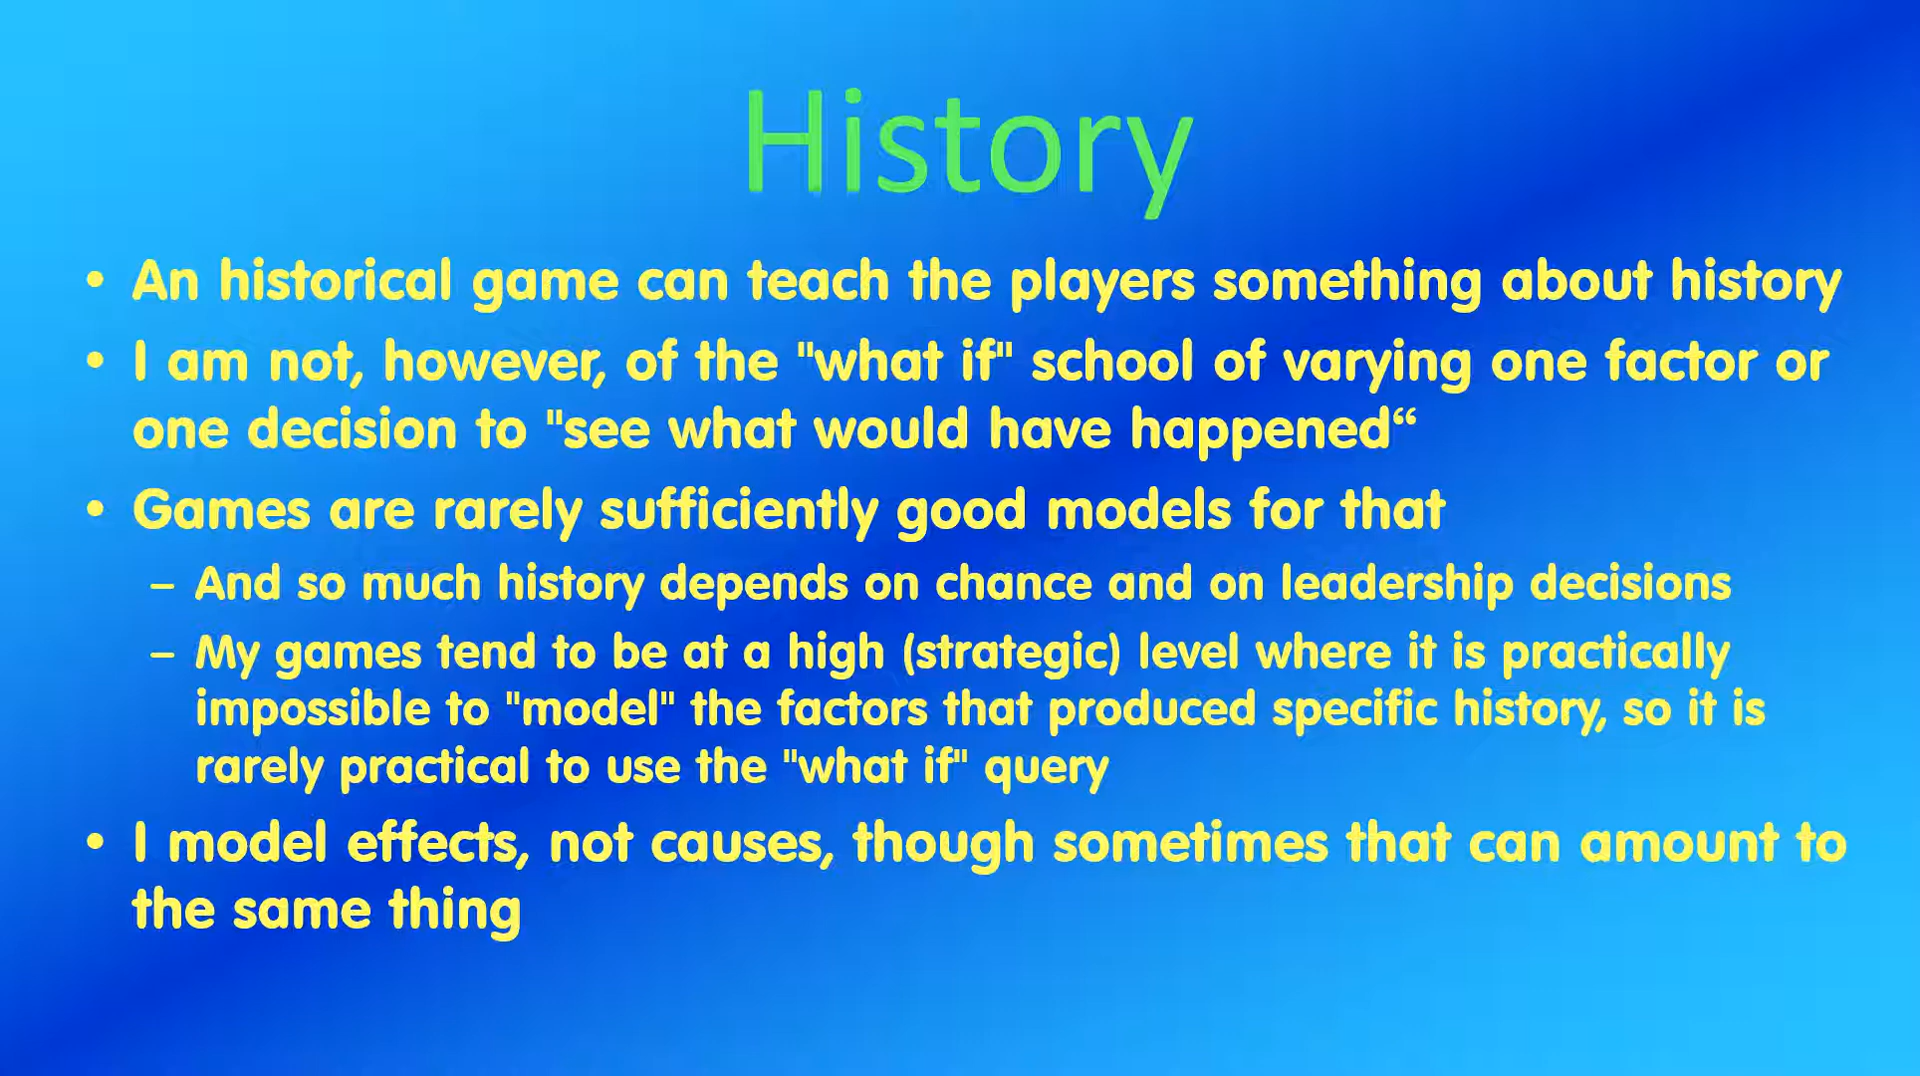 History
• An historical game can teach the players something about history
• I am not, however, of the "what if" school of varying one factor or
one decision to "see what would have happened“
• Games are rarely sufficiently good models for that
– And so much history depends on chance and on leadership decisions
– My games tend to be at a high (strategic) level where it is practically
impossible to "model" the factors that produced specific history, so it is
rarely practical to use the "what if" query
• I model effects, not causes, though sometimes that can amount to
the same thing